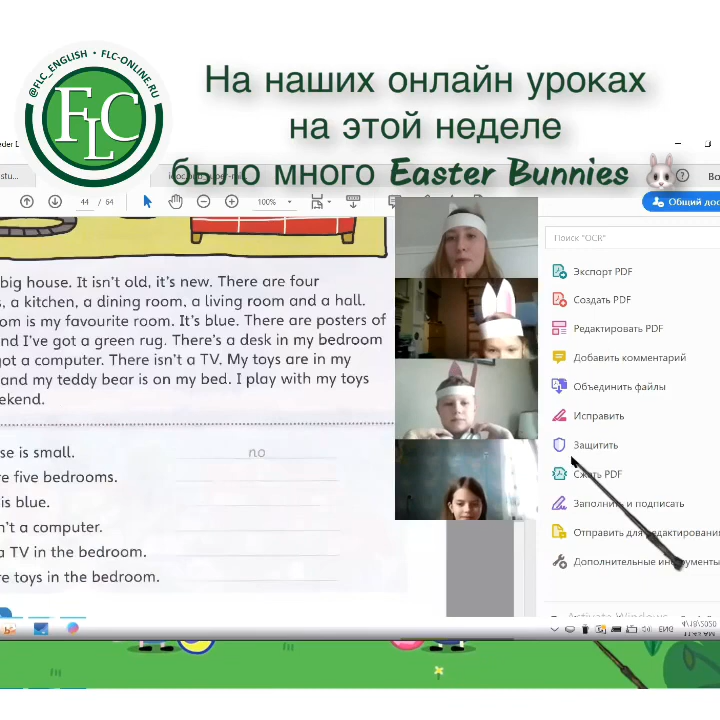 @FLC_ENGLISH • FLC-ONLINE.RU
FLC
На наших онлайн уроках
на этой неделе
было много Easter Bunnies
44 / 64
100%
Общий дос
Поиск "OCR"
Экспорт PDF
Создать PDF
Редактировать PDF
Добавить комментарий
Объединить файлы
Исправить
Защитить
Сжать PDF
Заполнить и подписать
Отправить для редактирования
Дополнительные инструменты
big house. It isn't old, it's new. There are four
s, a kitchen, a dining room, a living room and a hall.
om is my favourite room. It's blue. There are posters of
nd I've got a green rug. There's a desk in my bedroom
got a computer. There isn't a TV. My toys are in my
and my teddy bear is on my bed. I play with my toys
ekend.
se is small. no
re five bedrooms.
is blue.
n't a computer.
a TV in the bedroom.
re toys in the bedroom.
Activate Windows
ENG
4/18/2020